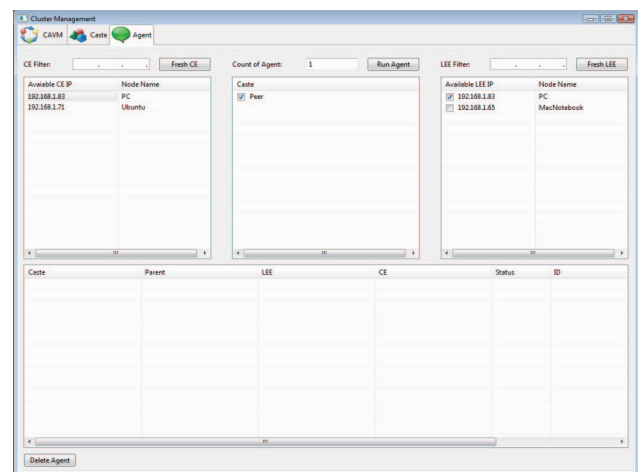 Cluster Management
CAVM Caste Agent
CE Filter: . . . Fresh CE Count of Agent: 1 Run Agent LEE Filter: . . . Fresh LEE
Avaiable CE IP Node Name Caste Available LEE IP Node Name
192.168.1.83 PC Peer 192.168.1.83 PC
192.168.1.71 Ubuntu 192.168.1.65 MacNotebook
Caste Parent LEE CE Status ID
Delete Agent